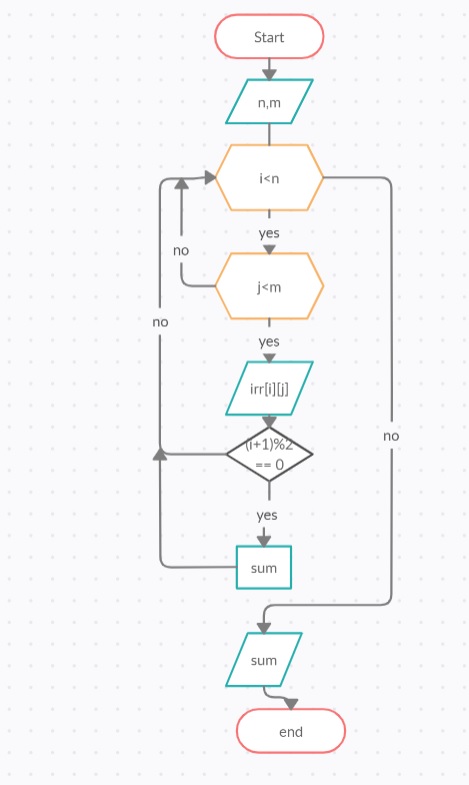 Start
n,m
i<n
yes
no
j<m
no
yes
irr[i][j]
no
(i+1)%2
== 0
yes
sum
sum
end